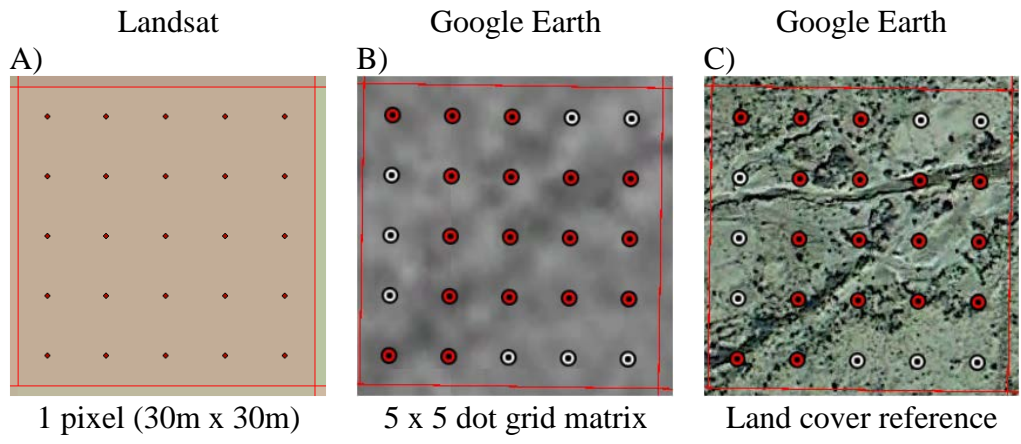 Landsat Google Earth Google Earth
A) B) C)
1 pixel (30m x 30m) 5 x 5 dot grid matrix Land cover reference